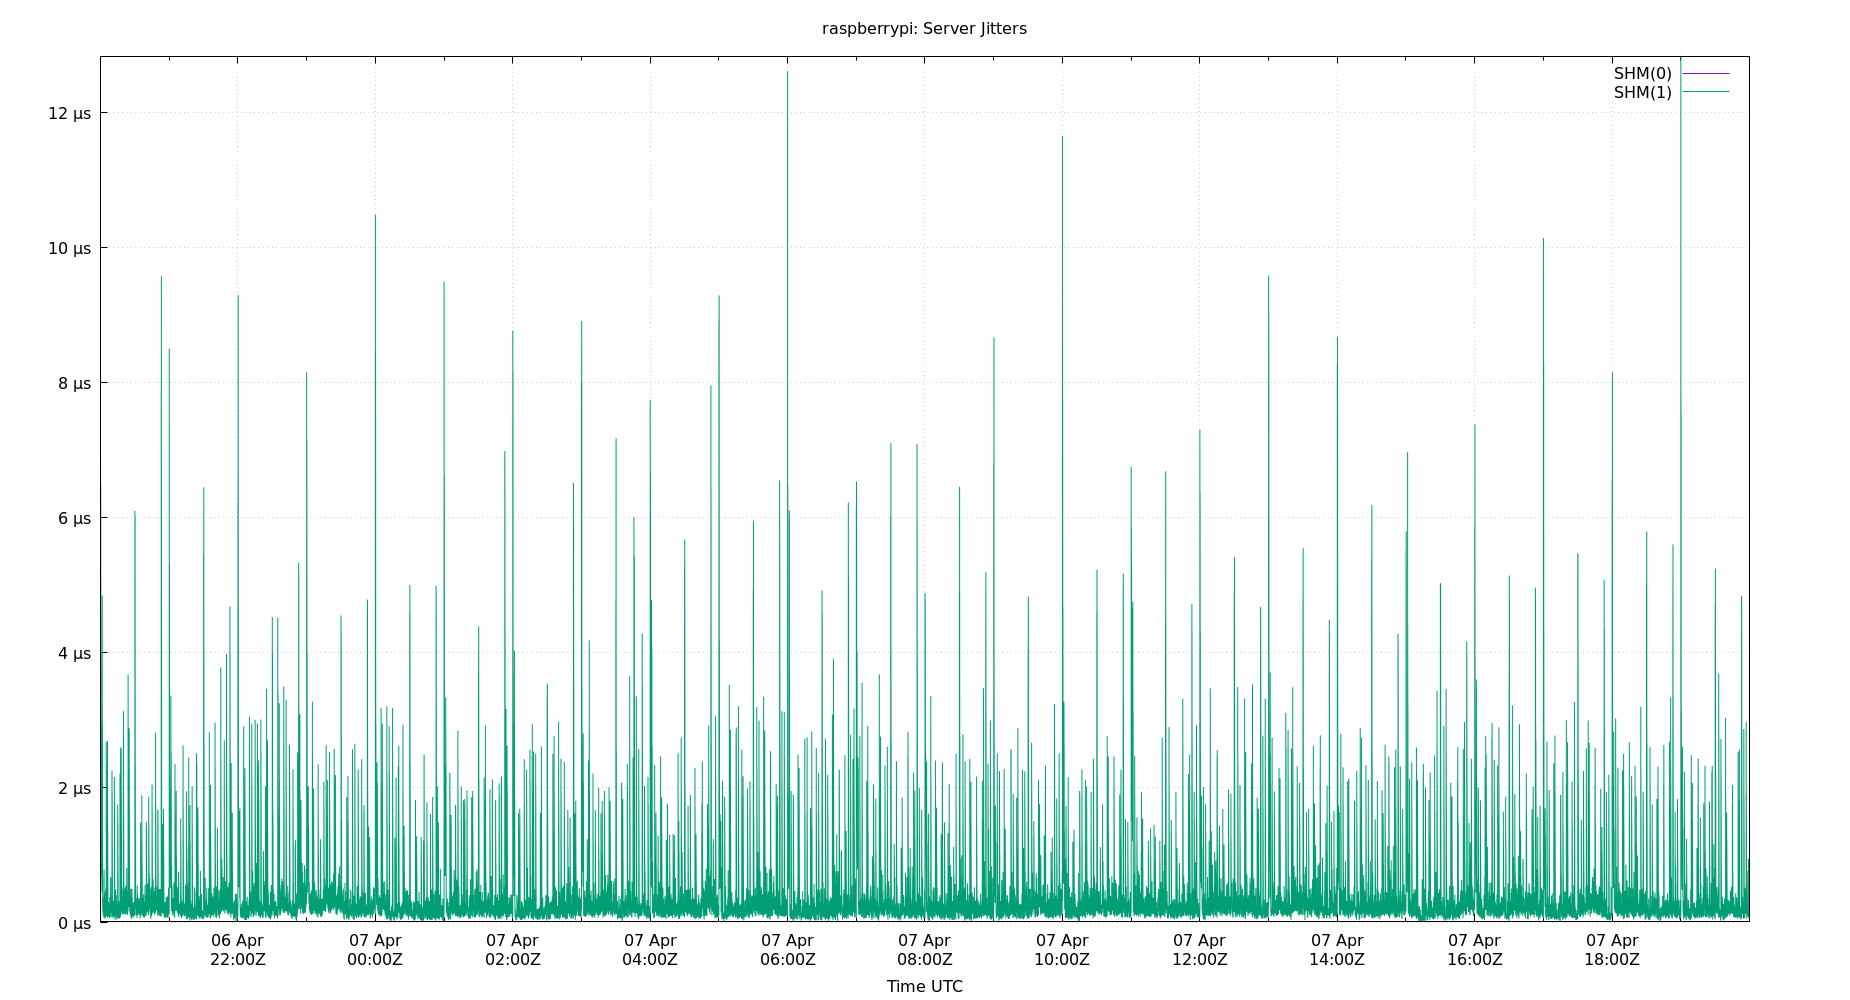 raspberrypi: Server Jitters
SHM(0)
SHM(1)
12 µs
10 µs
8 µs
6 µs
4 µs
2 µs
0 µs
06 Apr 07 Apr 07 Apr 07 Apr 07 Apr 07 Apr 07 Apr 07 Apr 07 Apr 07 Apr 07 Apr
22:00Z 00:00Z 02:00Z 04:00Z 06:00Z 08:00Z 10:00Z 12:00Z 14:00Z 16:00Z 18:00Z
Time UTC